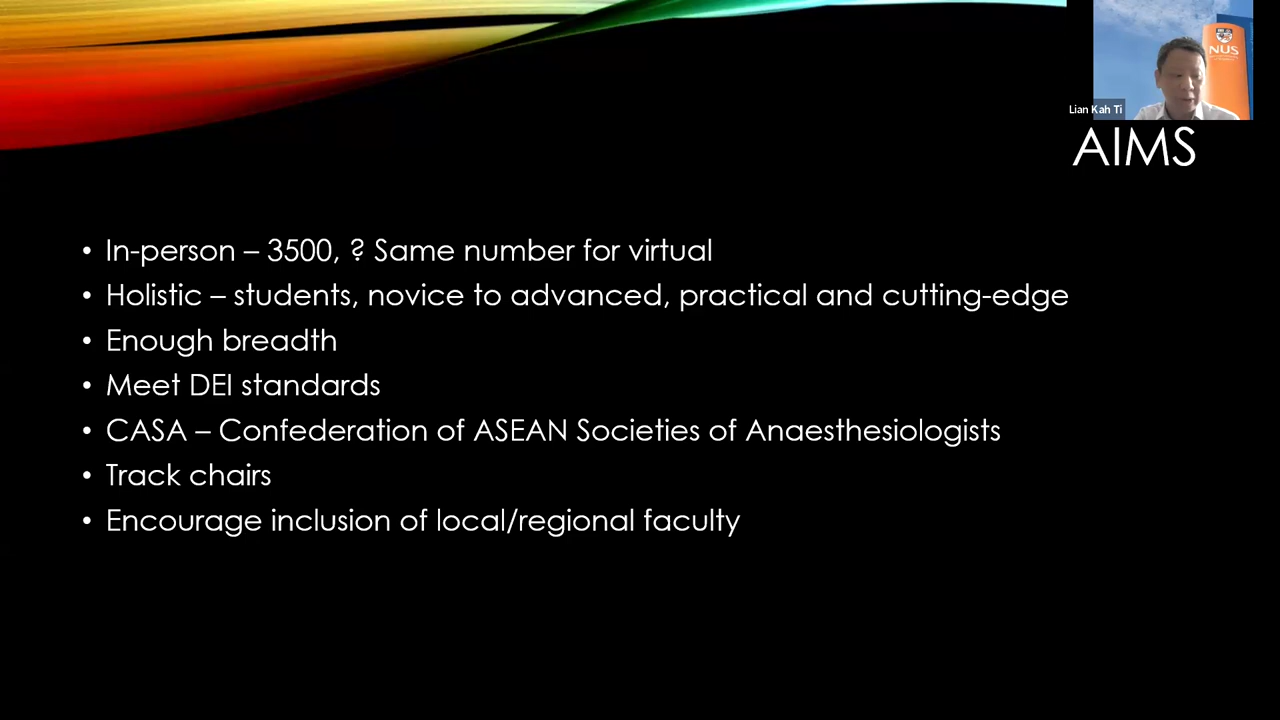 NUS
Lian Kah Ti
AIMS
• In-person – 3500, ? Same number for virtual
• Holistic – students, novice to advanced, practical and cutting-edge
• Enough breadth
• Meet DEI standards
• CASA – Confederation of ASEAN Societies of Anaesthesiologists
• Track chairs
• Encourage inclusion of local/regional faculty